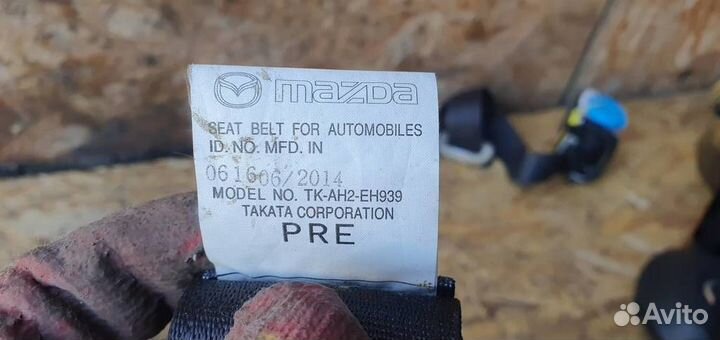 mazda
SEAT BELT FOR AUTOMOBILES
ID. NO. MFD. IN
061606/2014
MODEL NO. TK-AH2-EH939
TAKATA CORPORATION
PRE
Avito